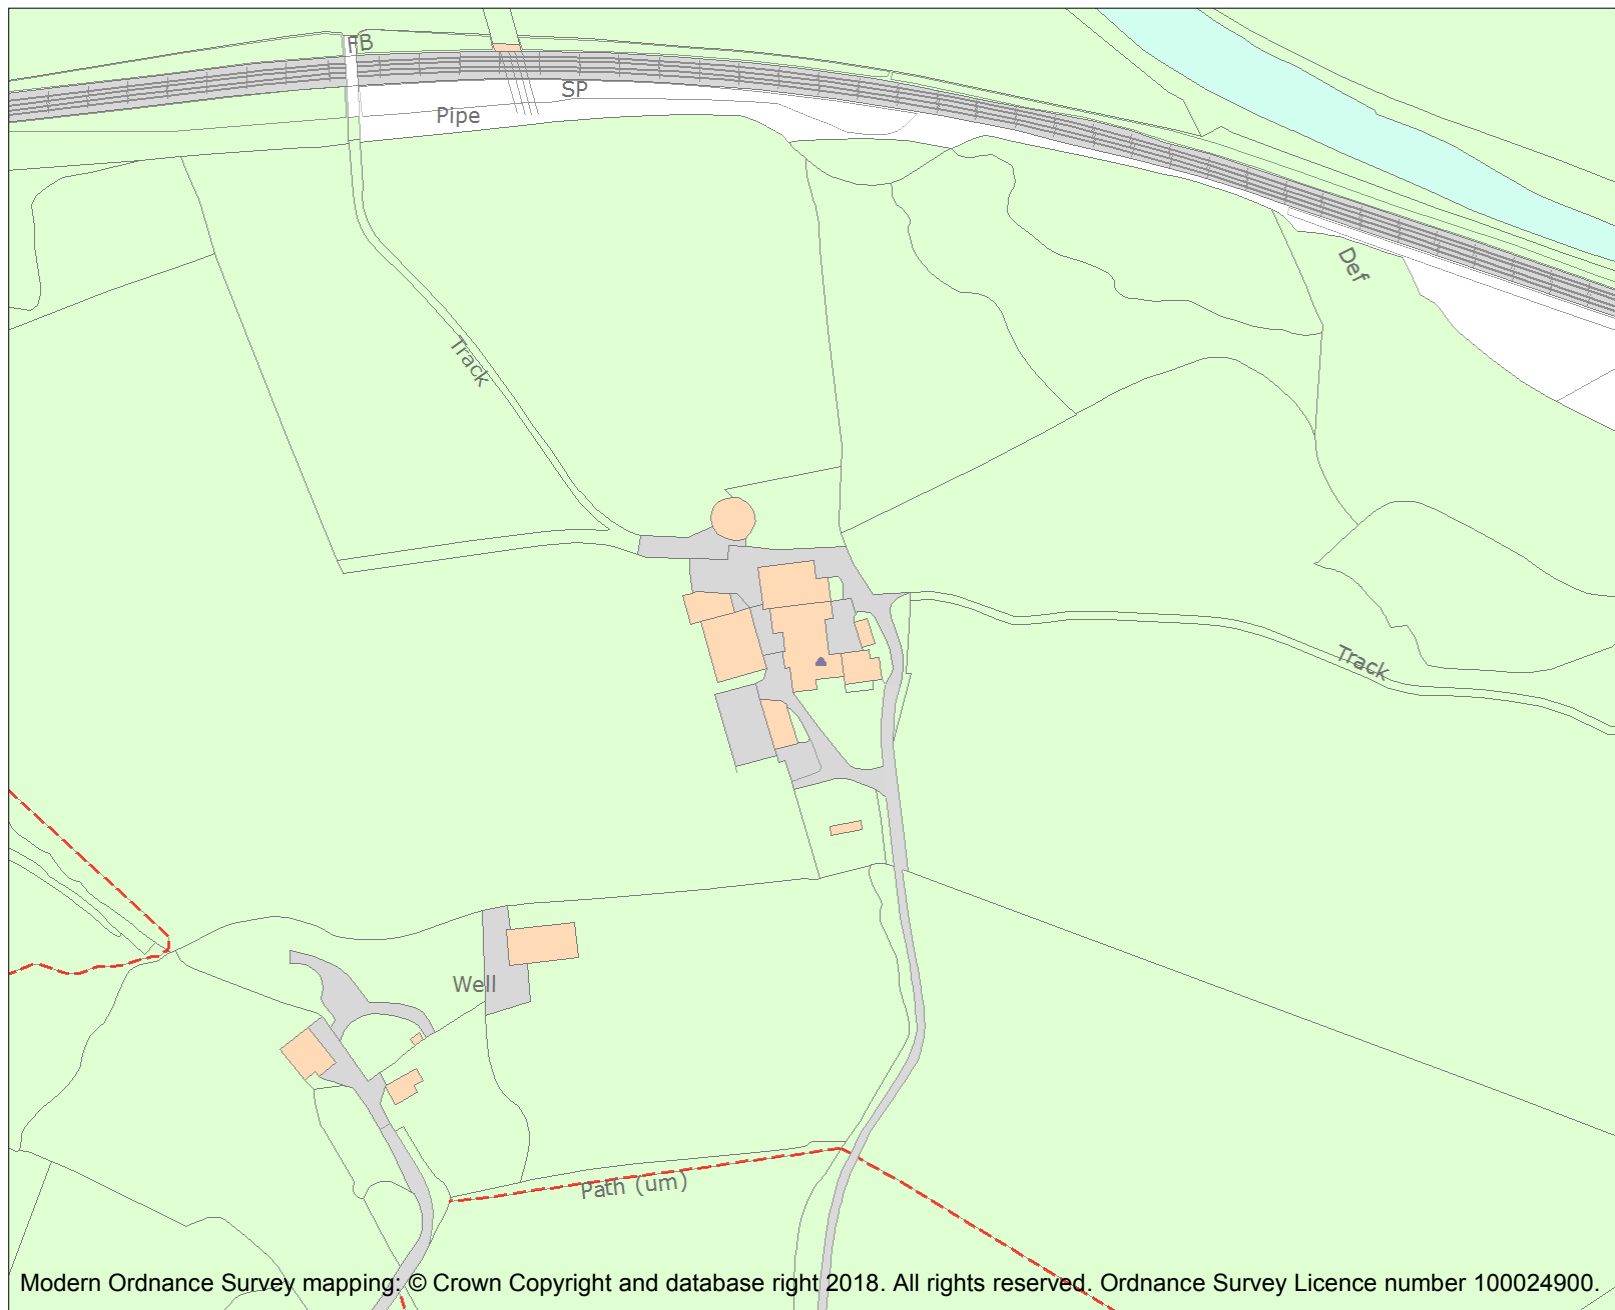 FB
SP
Pipe
Def
Track
Track
Well
Path (um)
Modern Ordnance Survey mapping: © Crown Copyright and database right 2018. All rights reserved. Ordnance Survey Licence number 100024900.